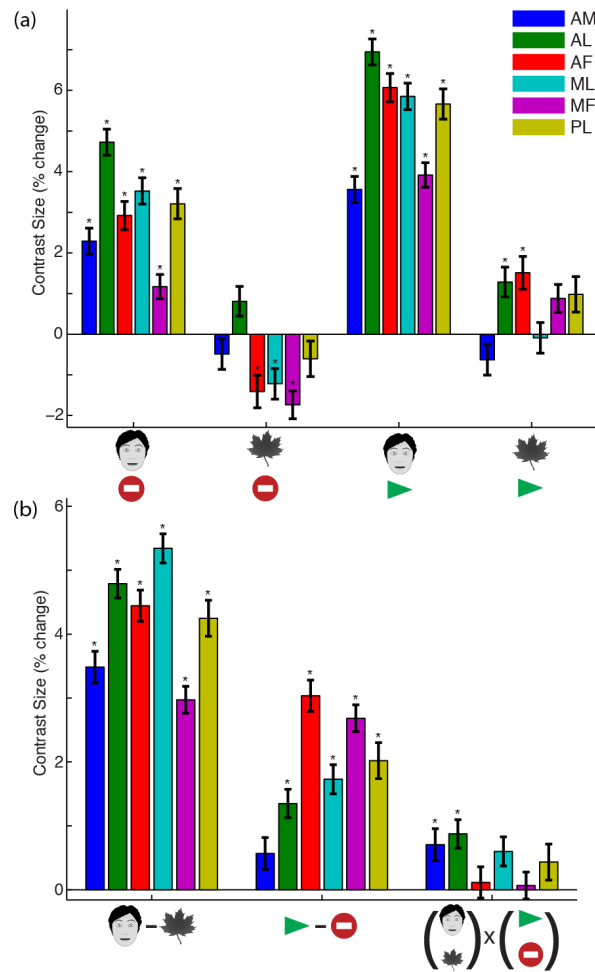 (a)
AM
AL
AF
ML
MF
PL
Contrast Size (% change)
6
4
2
0
−2
* * * * * *
* * *
* * * * * *
* *
(b)
Contrast Size (% change)
6
4
2
0
* * * * * *
* * * * *
* *
–
–
( ) x ( )